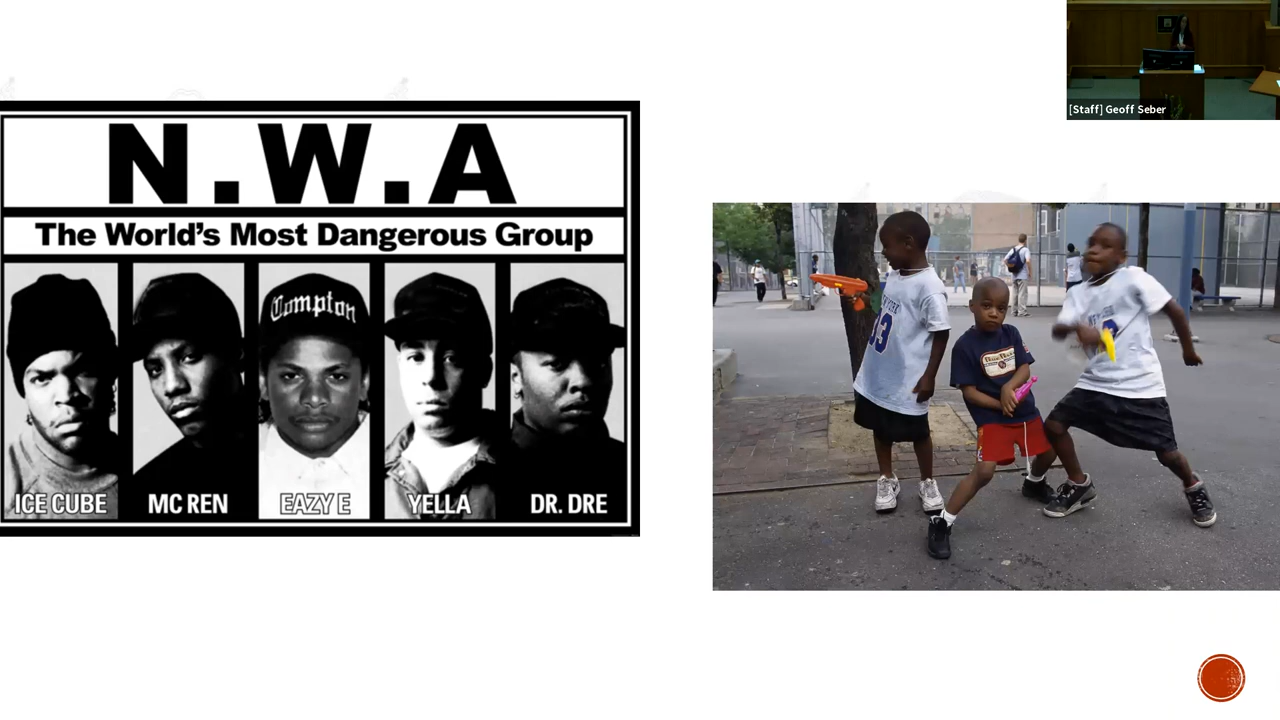 N.W.A
The World's Most Dangerous Group
Compton
ICE CUBE
MC REN
EAZY E
YELLA
DR. DRE
[Staff] Geoff Seber